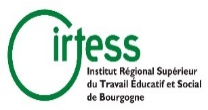 irtess
Institut Régional Supérieur
du Travail Éducatif et Social
de Bourgogne